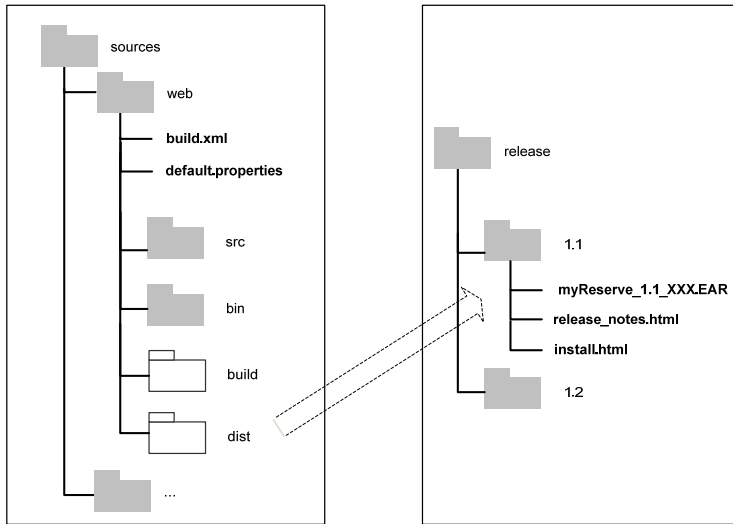 sources
web
build.xml
default.properties
src
bin
build
dist
...
release
1.1
myReserve_1.1_XXX.EAR
release_notes.html
install.html
1.2